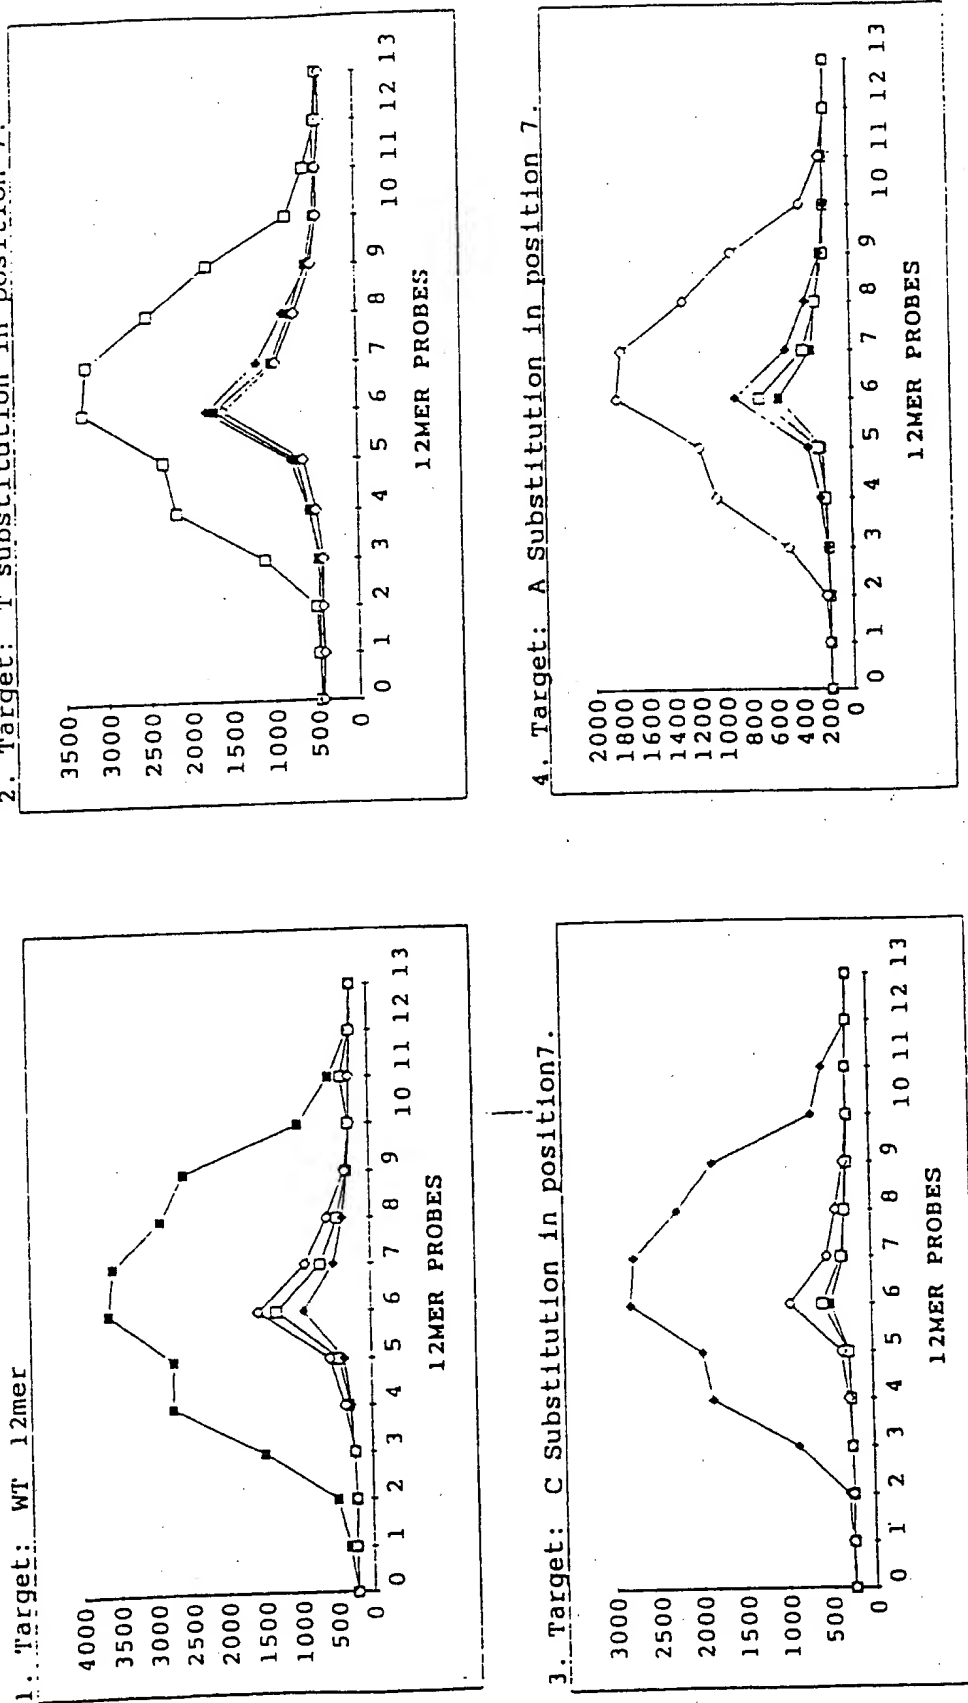 1. Target: WT 12mer
4000
3500
3000
2500
2000
1500
1000
500
0
0 1 2 3 4 5 6 7 8 9 10 11 12 13
12MER PROBES
2. Target: T substitution in position 7.
3500
3000
2500
2000
1500
1000
500
0
0 1 2 3 4 5 6 7 8 9 10 11 12 13
12MER PROBES
3. Target: C Substitution in position7.
3000
2500
2000
1500
1000
500
0
0 1 2 3 4 5 6 7 8 9 10 11 12 13
12MER PROBES
4. Target: A Substitution in position 7.
2000
1800
1600
1400
1200
1000
800
600
400
200
0
0 1 2 3 4 5 6 7 8 9 10 11 12 13
12MER PROBES